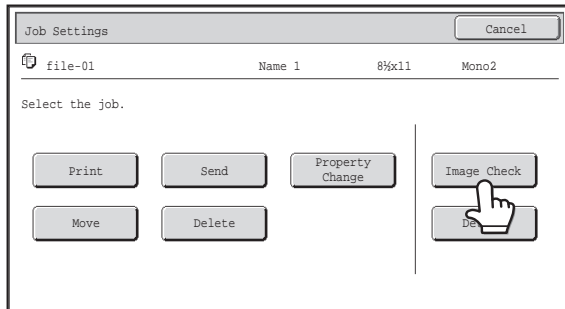 Job Settings Cancel
file-01 Name 1 8½x11 Mono2
Select the job.
Print Send Property Change Image Check
Move Delete